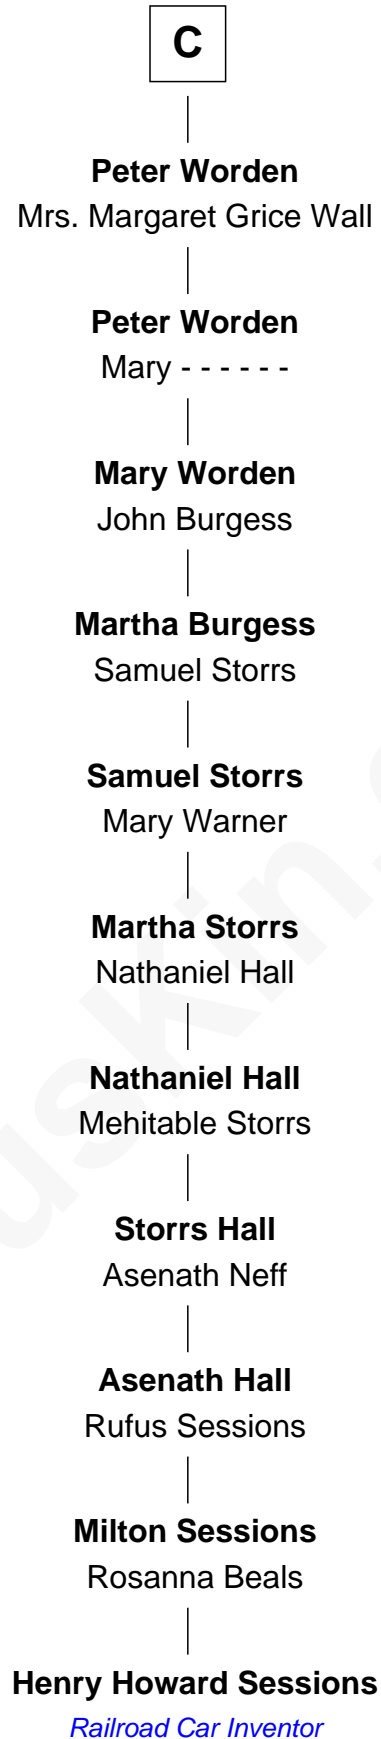 C
Peter Worden
Mrs. Margaret Grice Wall
Peter Worden
Mary - - - - - -
Mary Worden
John Burgess
Martha Burgess
Samuel Storrs
Samuel Storrs
Mary Warner
Martha Storrs
Nathaniel Hall
Nathaniel Hall
Mehitable Storrs
Storrs Hall
Asenath Neff
Asenath Hall
Rufus Sessions
Milton Sessions
Rosanna Beals
Henry Howard Sessions
Railroad Car Inventor